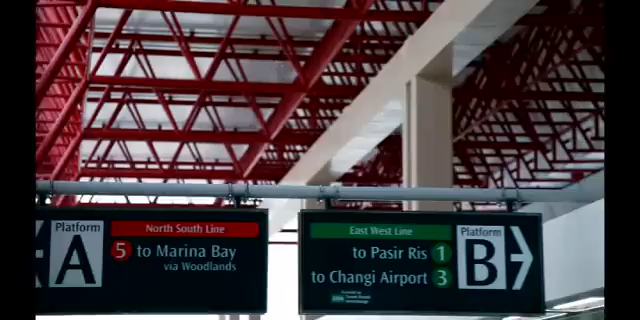 Platform
A
North South Line
5 to Marina Bay
via Woodlands
East West Line
to Pasir Ris 1
to Changi Airport 3
Platform
B